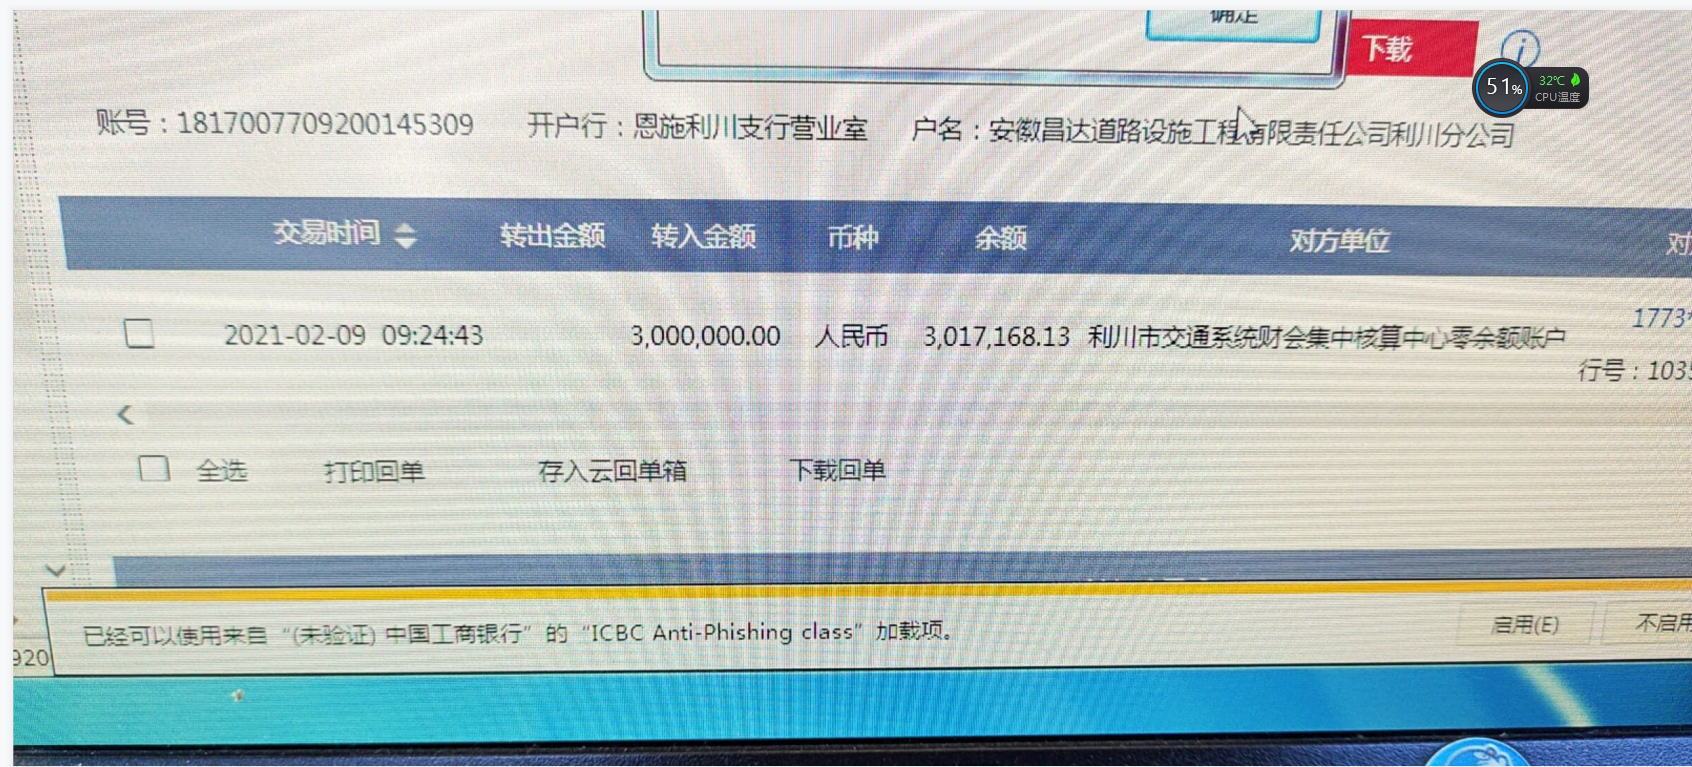 确定
下载
51%
32℃
CPU温度
账号：1817007709200145309 开户行：恩施利川支行营业室 户名：安徽昌达道路设施工程有限责任公司利川分公司
交易时间 转出金额 转入金额 币种 余额 对方单位 对
2021-02-09 09:24:43 3,000,000.00 人民币 3,017,168.13 利川市交通系统财会集中核算中心零余额账户 1773*
行号：1035
全选 打印回单 存入云回单箱 下载回单
已经可以使用来自“(未验证) 中国工商银行”的“ICBC Anti-Phishing class”加载项。 启用(E) 不启用
920